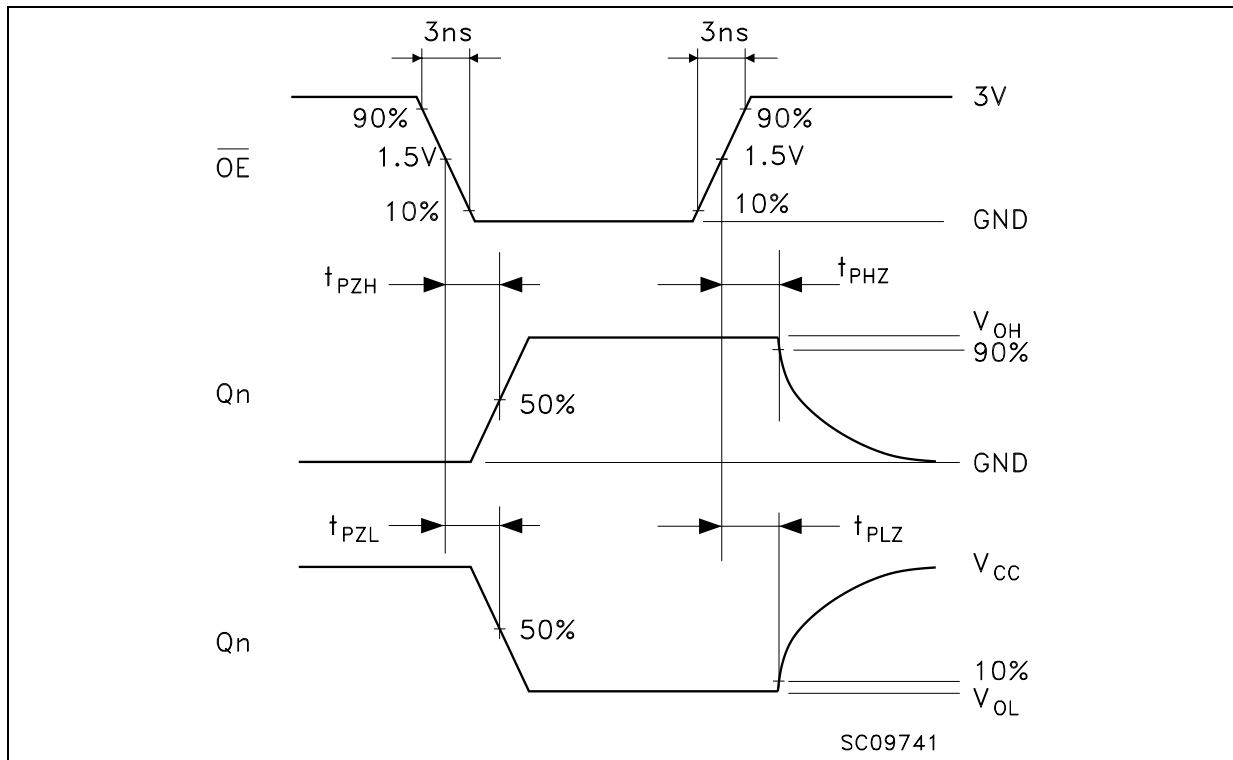 3ns 3ns
3V
90% 90%
O̅E̅ 1.5V 1.5V
10% 10%
GND
tPZH tPHZ
VOH
90%
Qn 50%
GND
tPZL tPLZ
VCC
Qn 50%
10%
VOL
SC09741